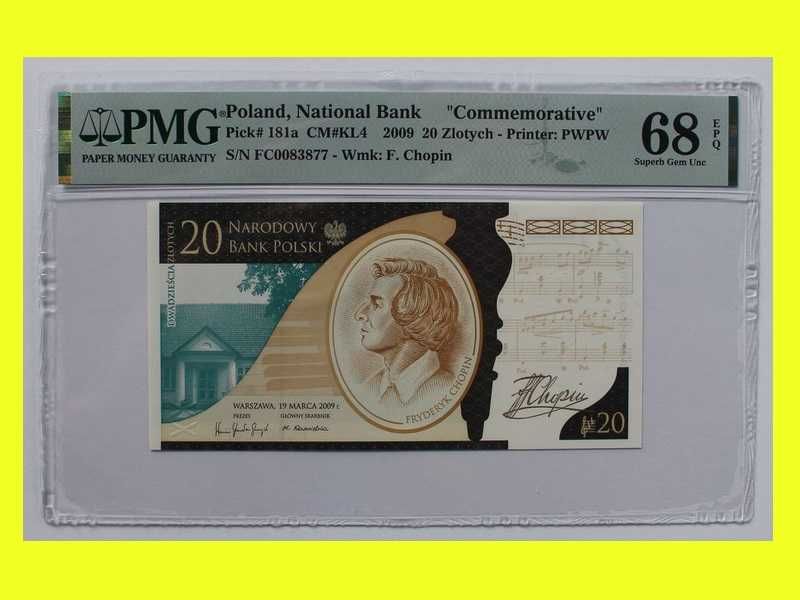 PMG®
PAPER MONEY GUARANTY
Poland, National Bank "Commemorative"
Pick# 181a CM#KL4 2009 20 Zlotych - Printer: PWPW
S/N FC0083877 - Wmk: F. Chopin
68
EPQ
Superb Gem Unc
20
NARODOWY
BANK POLSKI
DWADZIEŚCIA ZŁOTYCH
WARSZAWA, 19 MARCA 2009 r.
PREZES GŁÓWNY SKARBNIK
FRYDERYK CHOPIN
FChopin
20